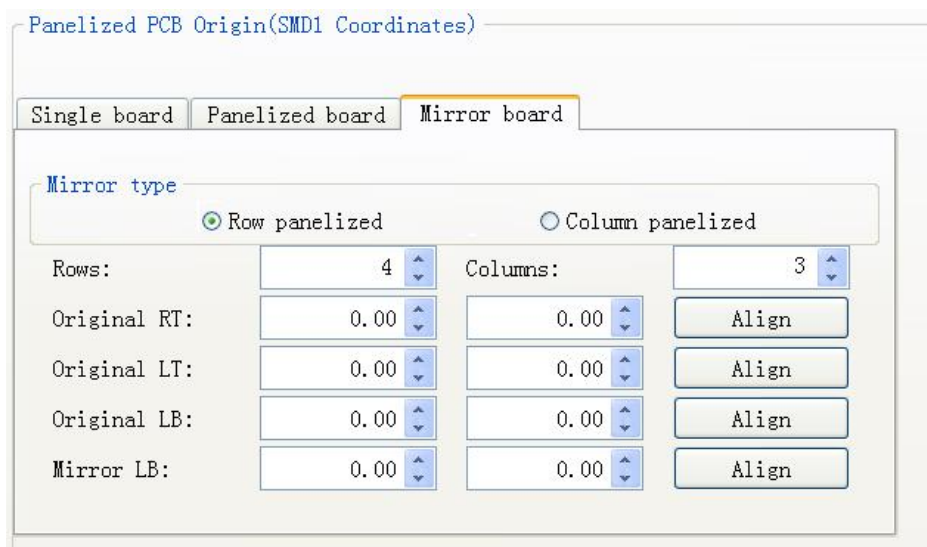 Panelized PCB Origin(SMD1 Coordinates)
Single board Panelized board Mirror board
Mirror type
Row panelized Column panelized
Rows: 4 Columns: 3
Original RT: 0.00 0.00 Align
Original LT: 0.00 0.00 Align
Original LB: 0.00 0.00 Align
Mirror LB: 0.00 0.00 Align